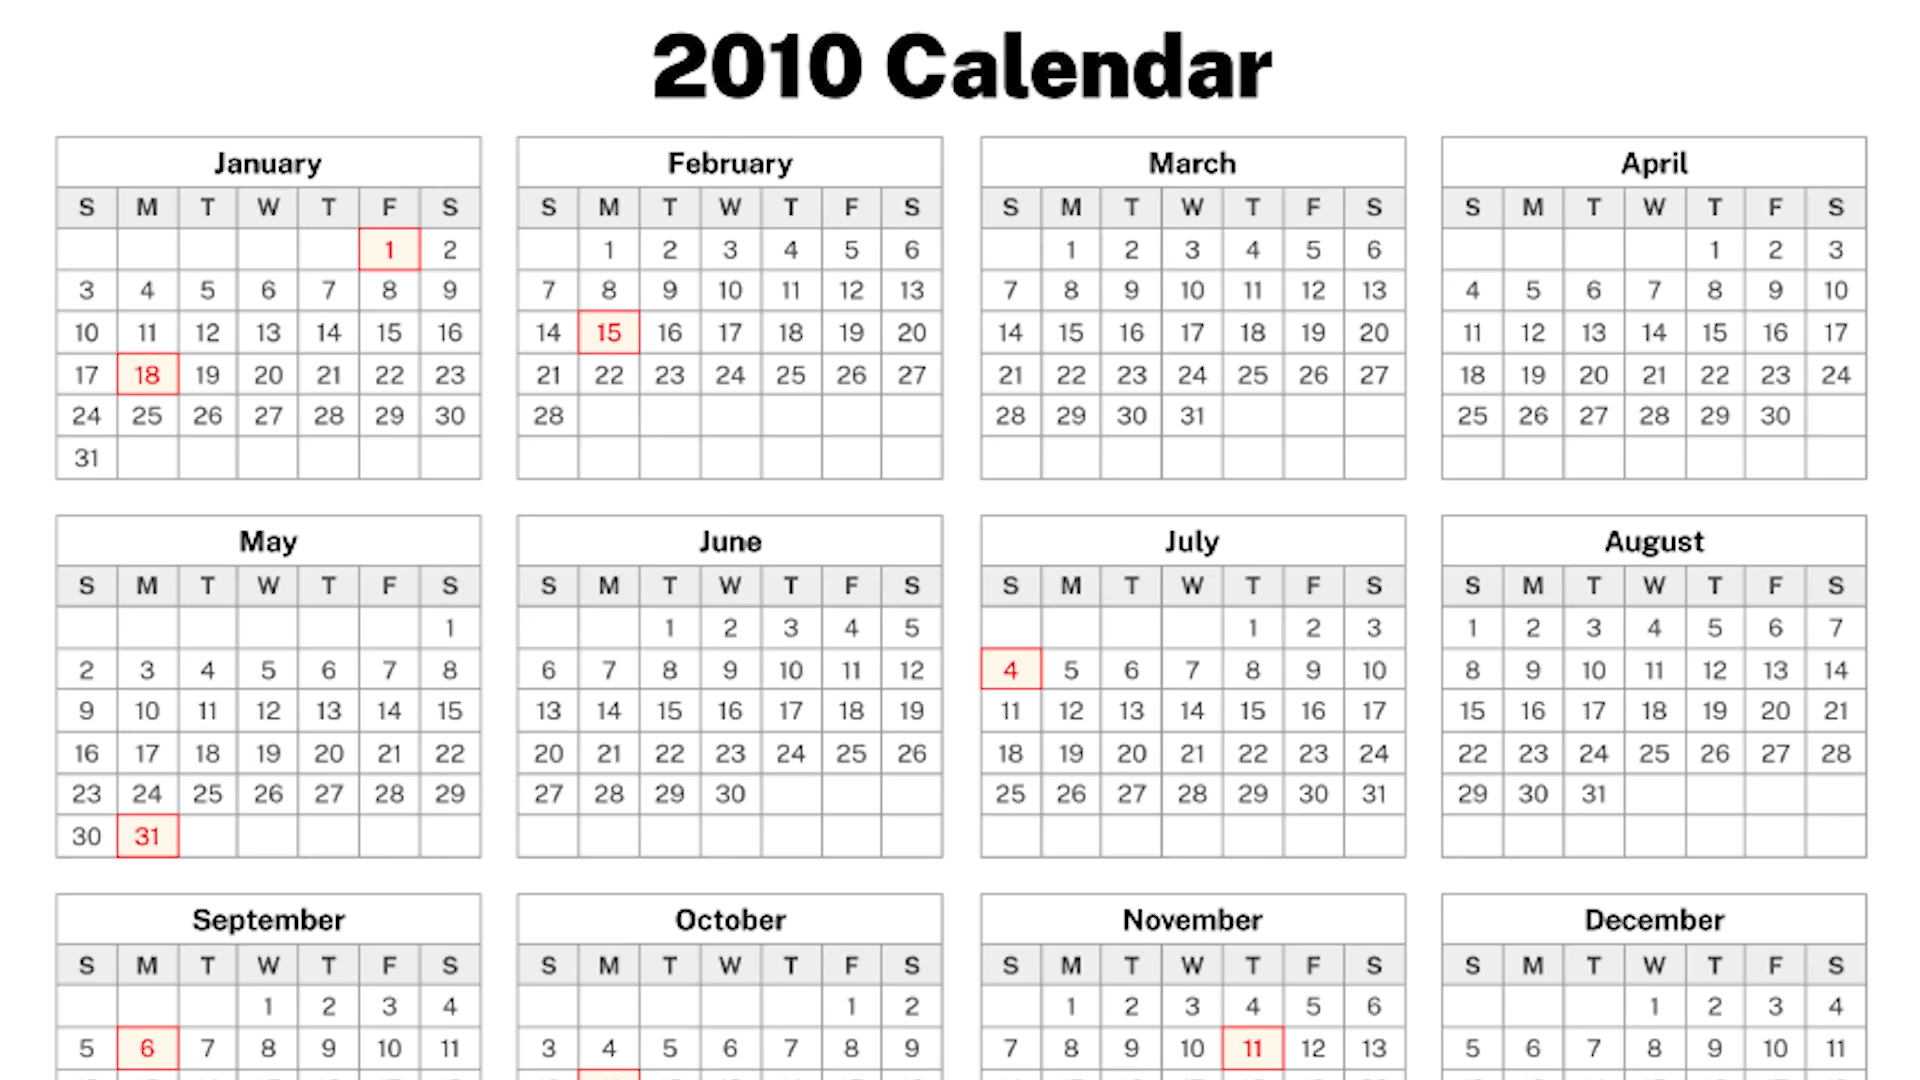 2010 Calendar
January February March April
S M T W T F S S M T W T F S S M T W T F S S M T W T F S
1 2 1 2 3 4 5 6 1 2 3 4 5 6 1 2 3
3 4 5 6 7 8 9 7 8 9 10 11 12 13 7 8 9 10 11 12 13 4 5 6 7 8 9 10
10 11 12 13 14 15 16 14 15 16 17 18 19 20 14 15 16 17 18 19 20 11 12 13 14 15 16 17
17 18 19 20 21 22 23 21 22 23 24 25 26 27 21 22 23 24 25 26 27 18 19 20 21 22 23 24
24 25 26 27 28 29 30 28 28 29 30 31 25 26 27 28 29 30
31
May June July August
S M T W T F S S M T W T F S S M T W T F S S M T W T F S
1 1 2 3 4 5 1 2 3 1 2 3 4 5 6 7
2 3 4 5 6 7 8 6 7 8 9 10 11 12 4 5 6 7 8 9 10 8 9 10 11 12 13 14
9 10 11 12 13 14 15 13 14 15 16 17 18 19 11 12 13 14 15 16 17 15 16 17 18 19 20 21
16 17 18 19 20 21 22 20 21 22 23 24 25 26 18 19 20 21 22 23 24 22 23 24 25 26 27 28
23 24 25 26 27 28 29 27 28 29 30 25 26 27 28 29 30 31 29 30 31
30 31
September October November December
S M T W T F S S M T W T F S S M T W T F S S M T W T F S
1 2 3 4 1 2 1 2 3 4 5 6 1 2 3 4
5 6 7 8 9 10 11 3 4 5 6 7 8 9 7 8 9 10 11 12 13 5 6 7 8 9 10 11